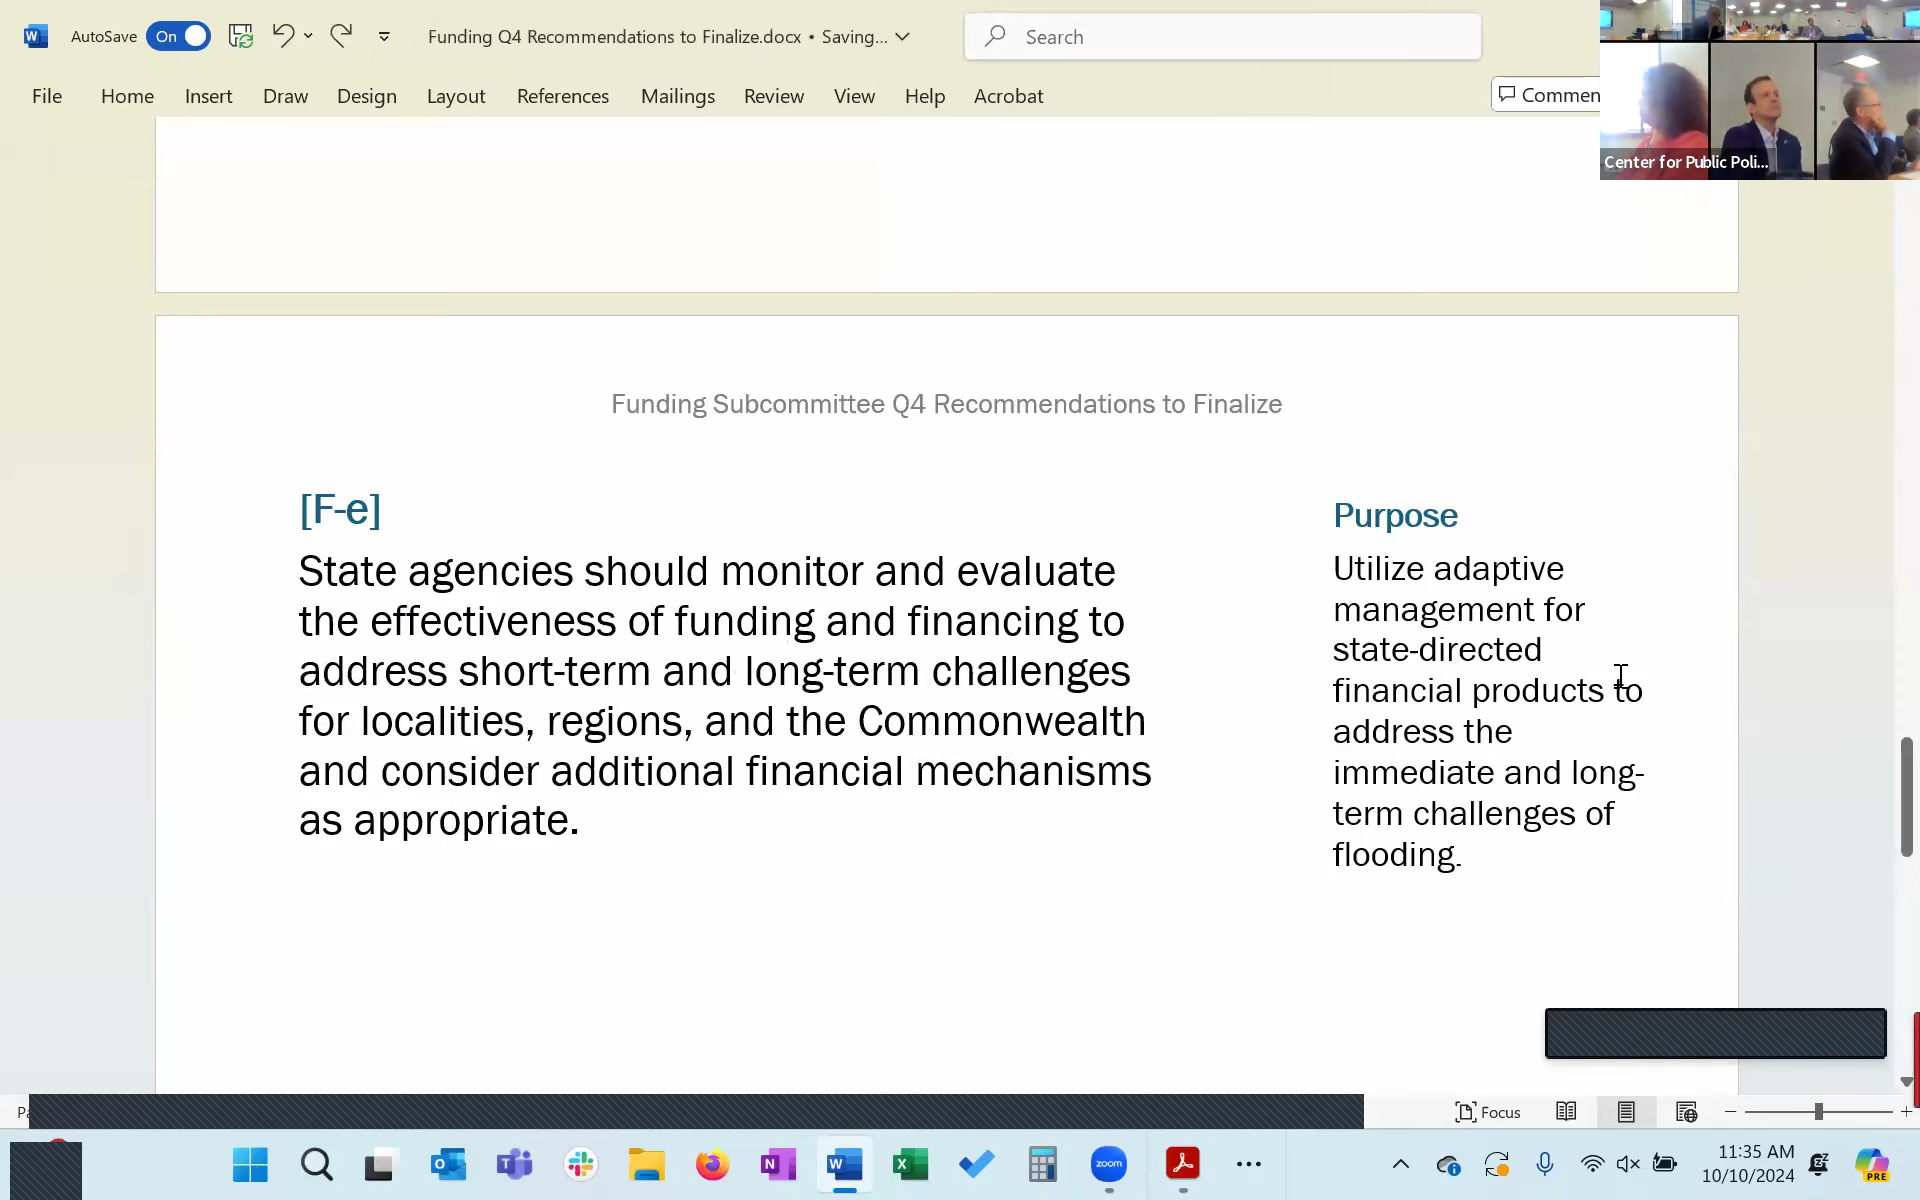 AutoSave On Funding Q4 Recommendations to Finalize.docx • Saving... Search
File Home Insert Draw Design Layout References Mailings Review View Help Acrobat Commen
Center for Public Poli...
Funding Subcommittee Q4 Recommendations to Finalize
[F-e]
State agencies should monitor and evaluate
the effectiveness of funding and financing to
address short-term and long-term challenges
for localities, regions, and the Commonwealth
and consider additional financial mechanisms
as appropriate.
Purpose
Utilize adaptive
management for
state-directed
financial products to
address the
immediate and long-
term challenges of
flooding.
Focus
zoom
11:35 AM
10/10/2024
PRE